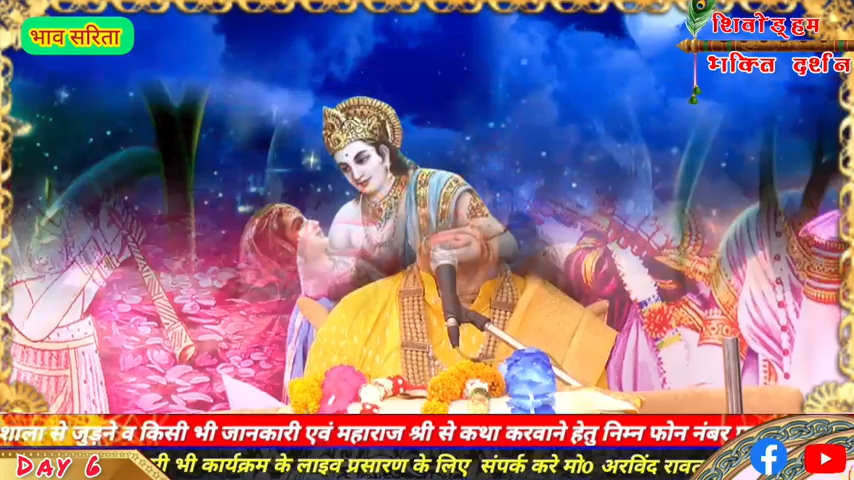 भाव सरिता
शिवोड्हम
भक्ति दर्शन
शाला से जुड़ने व किसी भी जानकारी एवं महाराज श्री से कथा करवाने हेतु निम्न फोन नंबर
DAY 6
भी कार्यक्रम के लाइव प्रसारण के लिए संपर्क करे मो0 अरविंद रावत